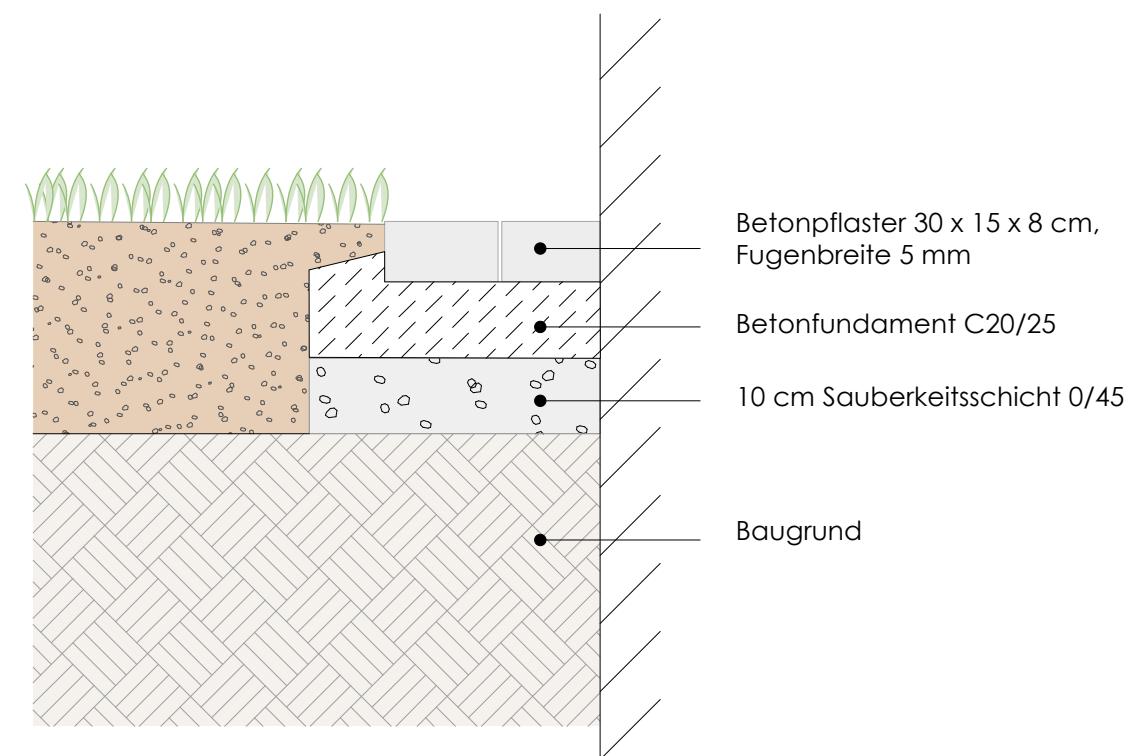 Betonpflaster 30 x 15 x 8 cm,
Fugenbreite 5 mm
Betonfundament C20/25
10 cm Sauberkeitsschicht 0/45
Baugrund